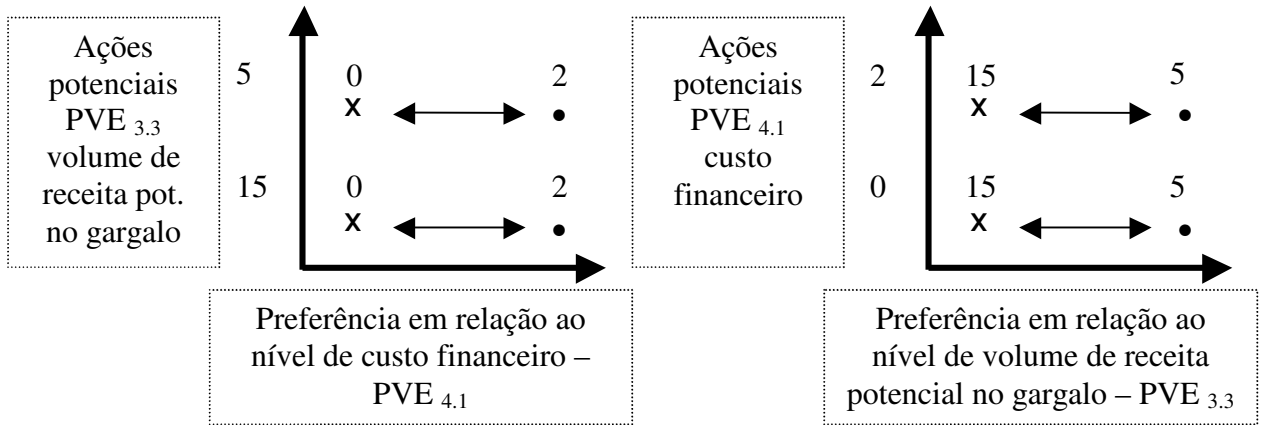 Ações
potenciais
PVE 3.3
volume de
receita pot.
no gargalo
5
0
2
x
15
0
2
x
Preferência em relação ao
nível de custo financeiro –
PVE 4.1
Ações
potenciais
PVE 4.1
custo
financeiro
2
15
5
x
0
15
5
x
Preferência em relação ao
nível de volume de receita
potencial no gargalo – PVE 3.3